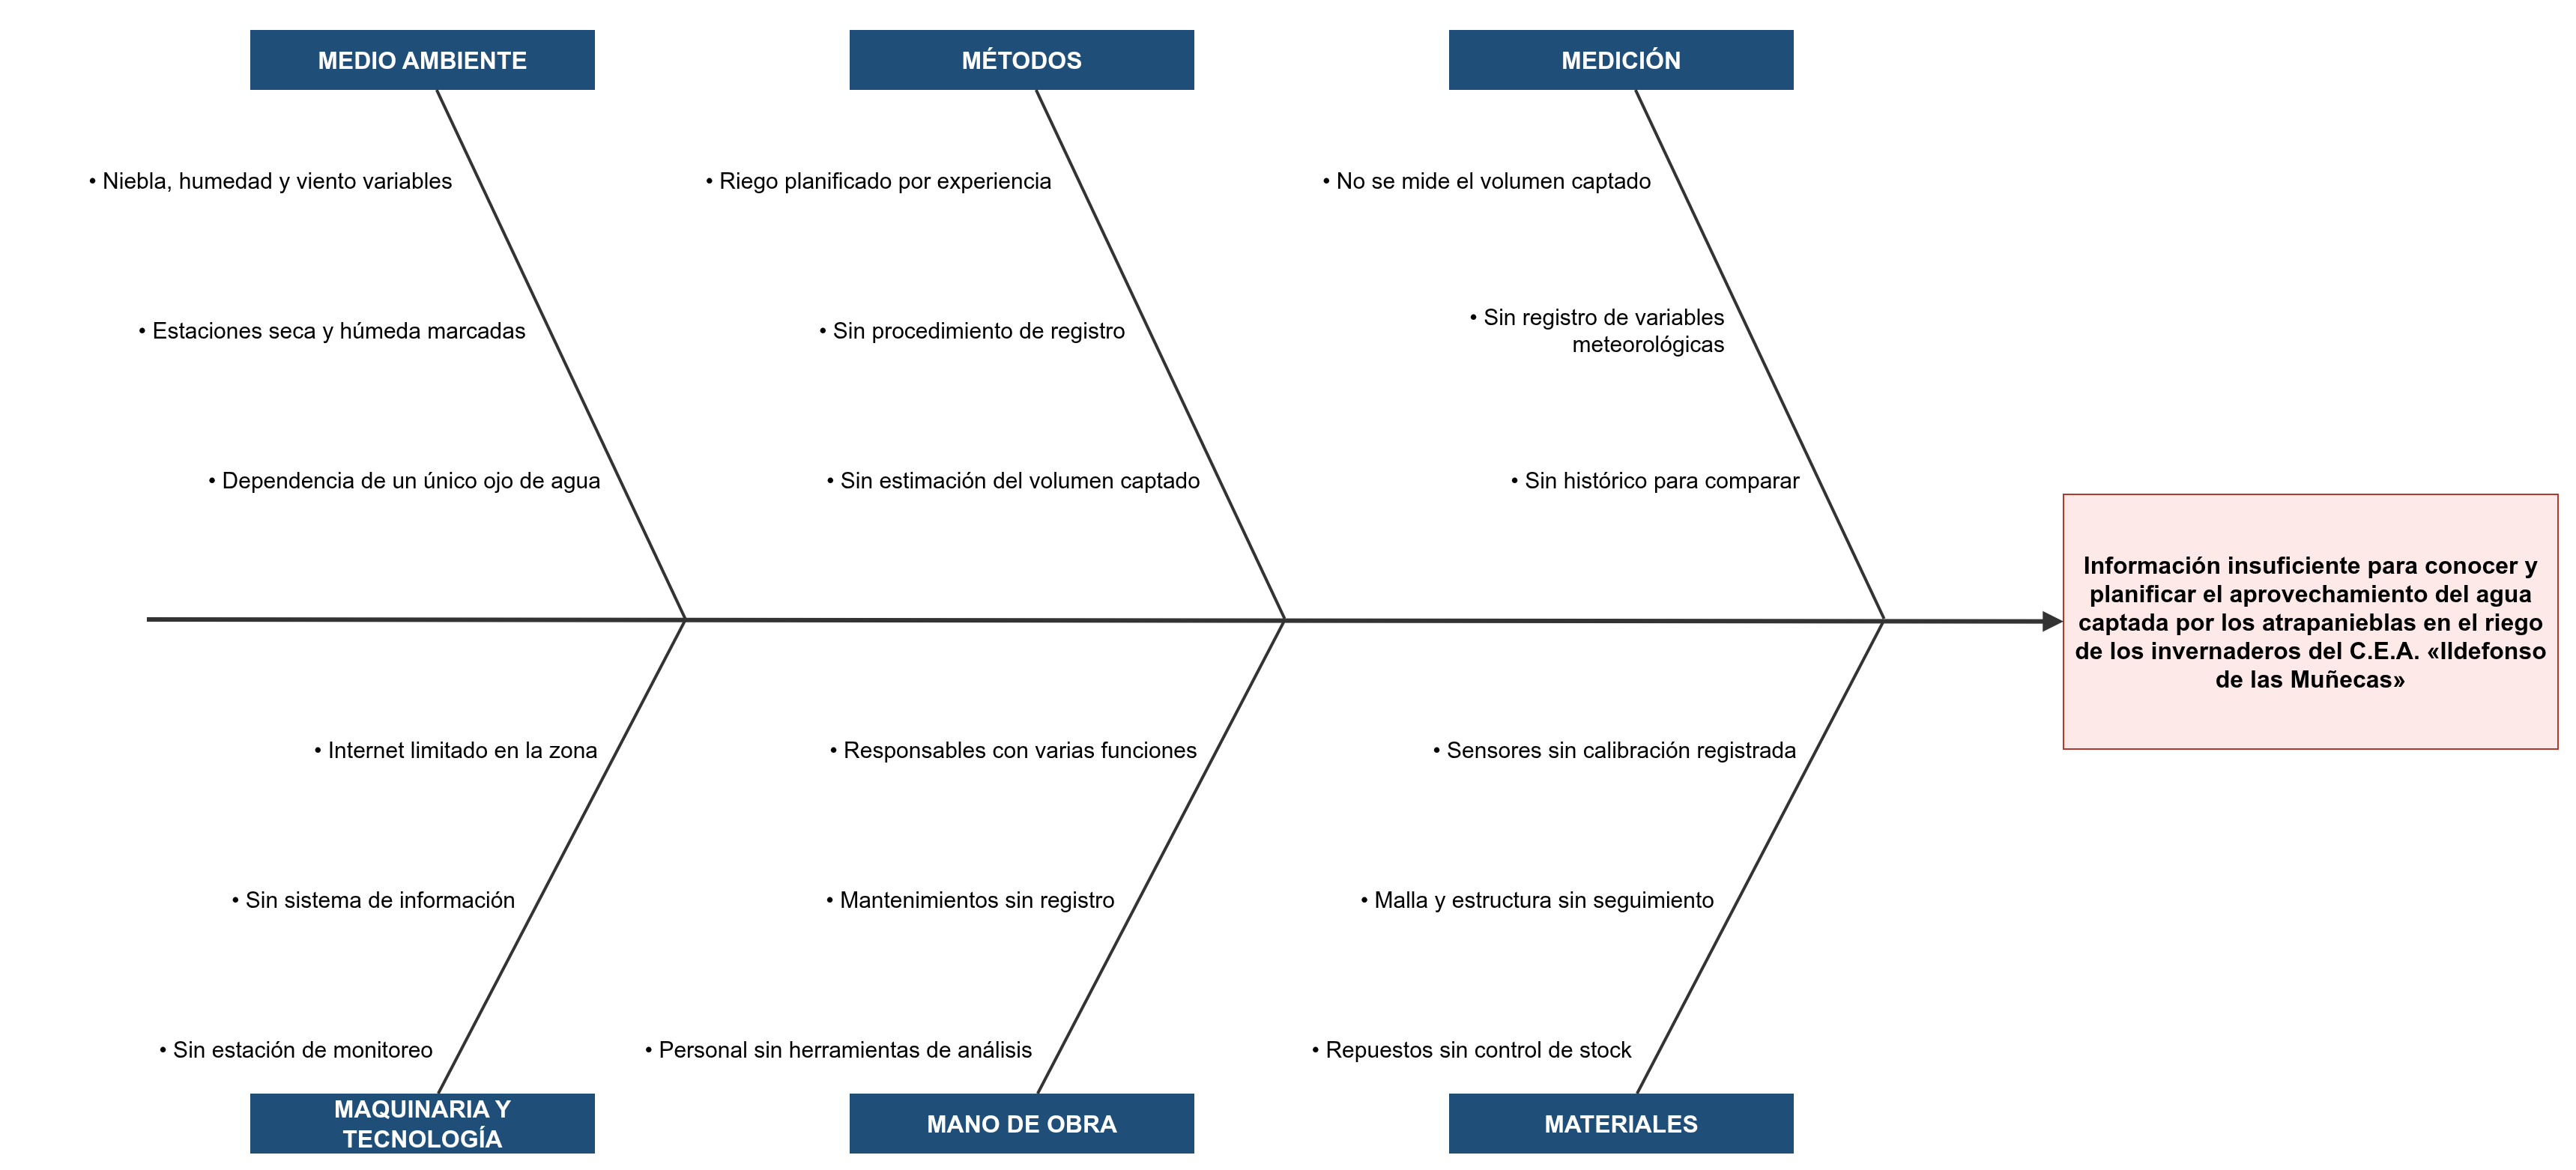 MEDIO AMBIENTE
MÉTODOS
MEDICIÓN
• Niebla, humedad y viento variables
• Riego planificado por experiencia
• No se mide el volumen captado
• Estaciones seca y húmeda marcadas
• Sin procedimiento de registro
• Sin registro de variables
meteorológicas
• Dependencia de un único ojo de agua
• Sin estimación del volumen captado
• Sin histórico para comparar
Información insuficiente para conocer y
planificar el aprovechamiento del agua
captada por los atrapanieblas en el riego
de los invernaderos del C.E.A. «Ildefonso
de las Muñecas»
• Internet limitado en la zona
• Responsables con varias funciones
• Sensores sin calibración registrada
• Sin sistema de información
• Mantenimientos sin registro
• Malla y estructura sin seguimiento
• Sin estación de monitoreo
• Personal sin herramientas de análisis
• Repuestos sin control de stock
MAQUINARIA Y
TECNOLOGÍA
MANO DE OBRA
MATERIALES